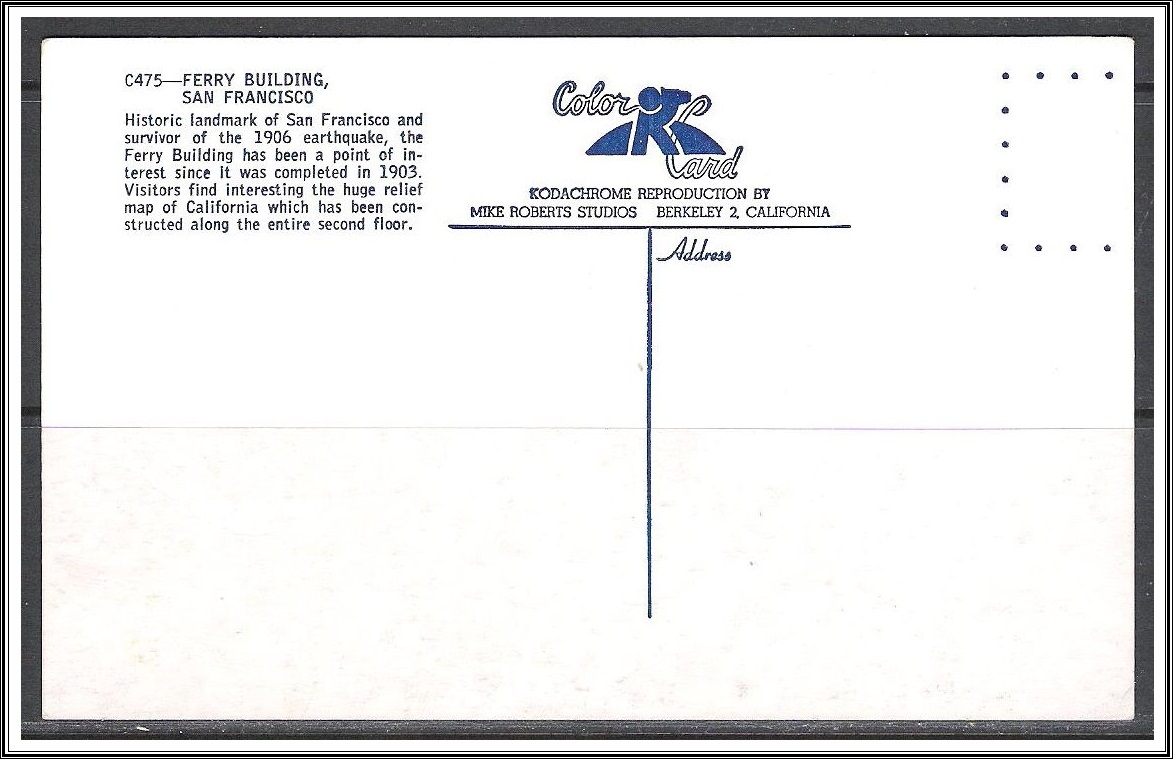 C475—FERRY BUILDING,
SAN FRANCISCO
Historic landmark of San Francisco and
survivor of the 1906 earthquake, the
Ferry Building has been a point of in-
terest since it was completed in 1903.
Visitors find interesting the huge relief
map of California which has been con-
structed along the entire second floor.
Color R Card
KODACHROME REPRODUCTION BY
MIKE ROBERTS STUDIOS BERKELEY 2, CALIFORNIA
Address